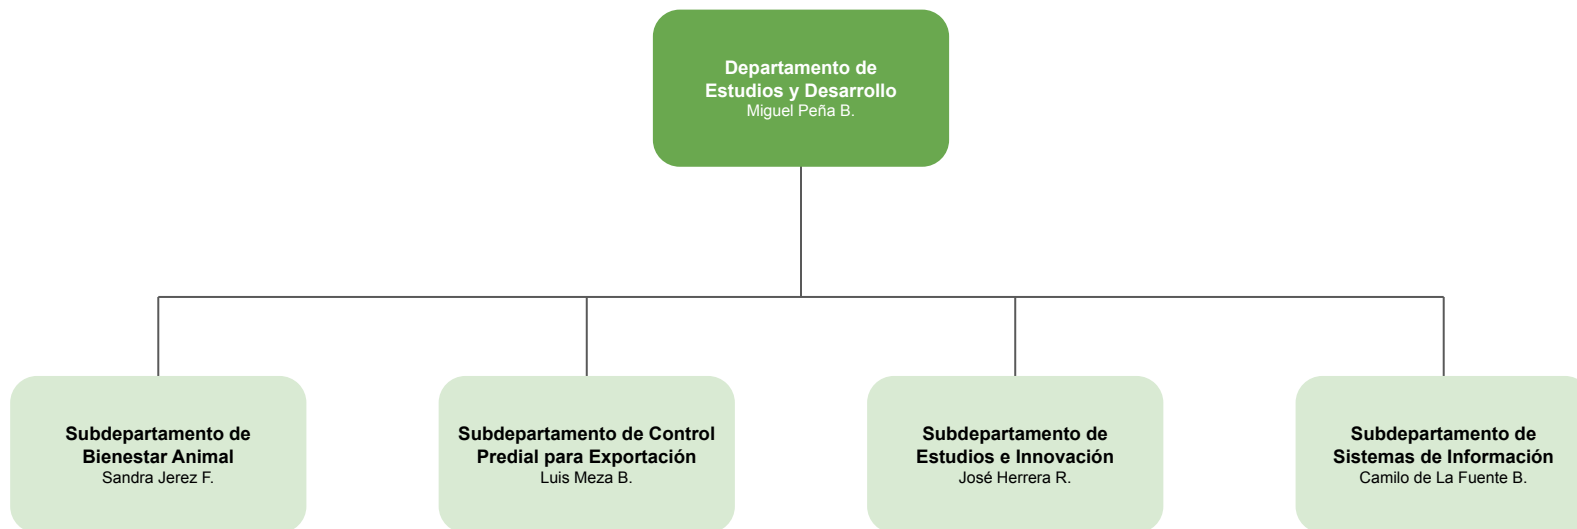 Departamento de
Estudios y Desarrollo
Miguel Peña B.
Subdepartamento de
Bienestar Animal
Sandra Jerez F.
Subdepartamento de Control
Predial para Exportación
Luis Meza B.
Subdepartamento de
Estudios e Innovación
José Herrera R.
Subdepartamento de
Sistemas de Información
Camilo de La Fuente B.